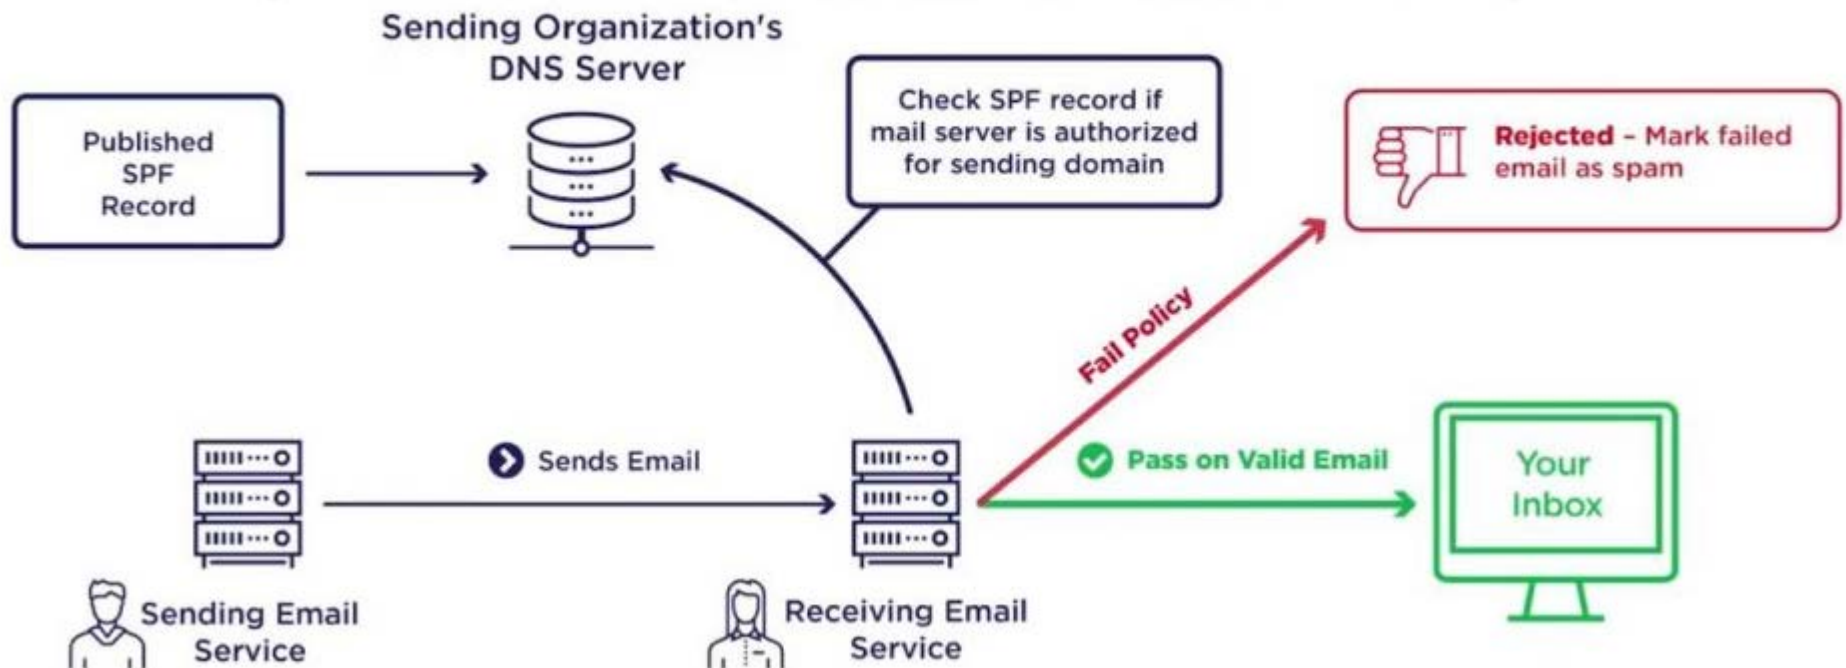 Sending Organization's
DNS Server
Published
SPF
Record
Check SPF record if
mail server is authorized
for sending domain
Rejected – Mark failed
email as spam
Fail Policy
Sends Email
Pass on Valid Email
Your
Inbox
Sending Email
Service
Receiving Email
Service